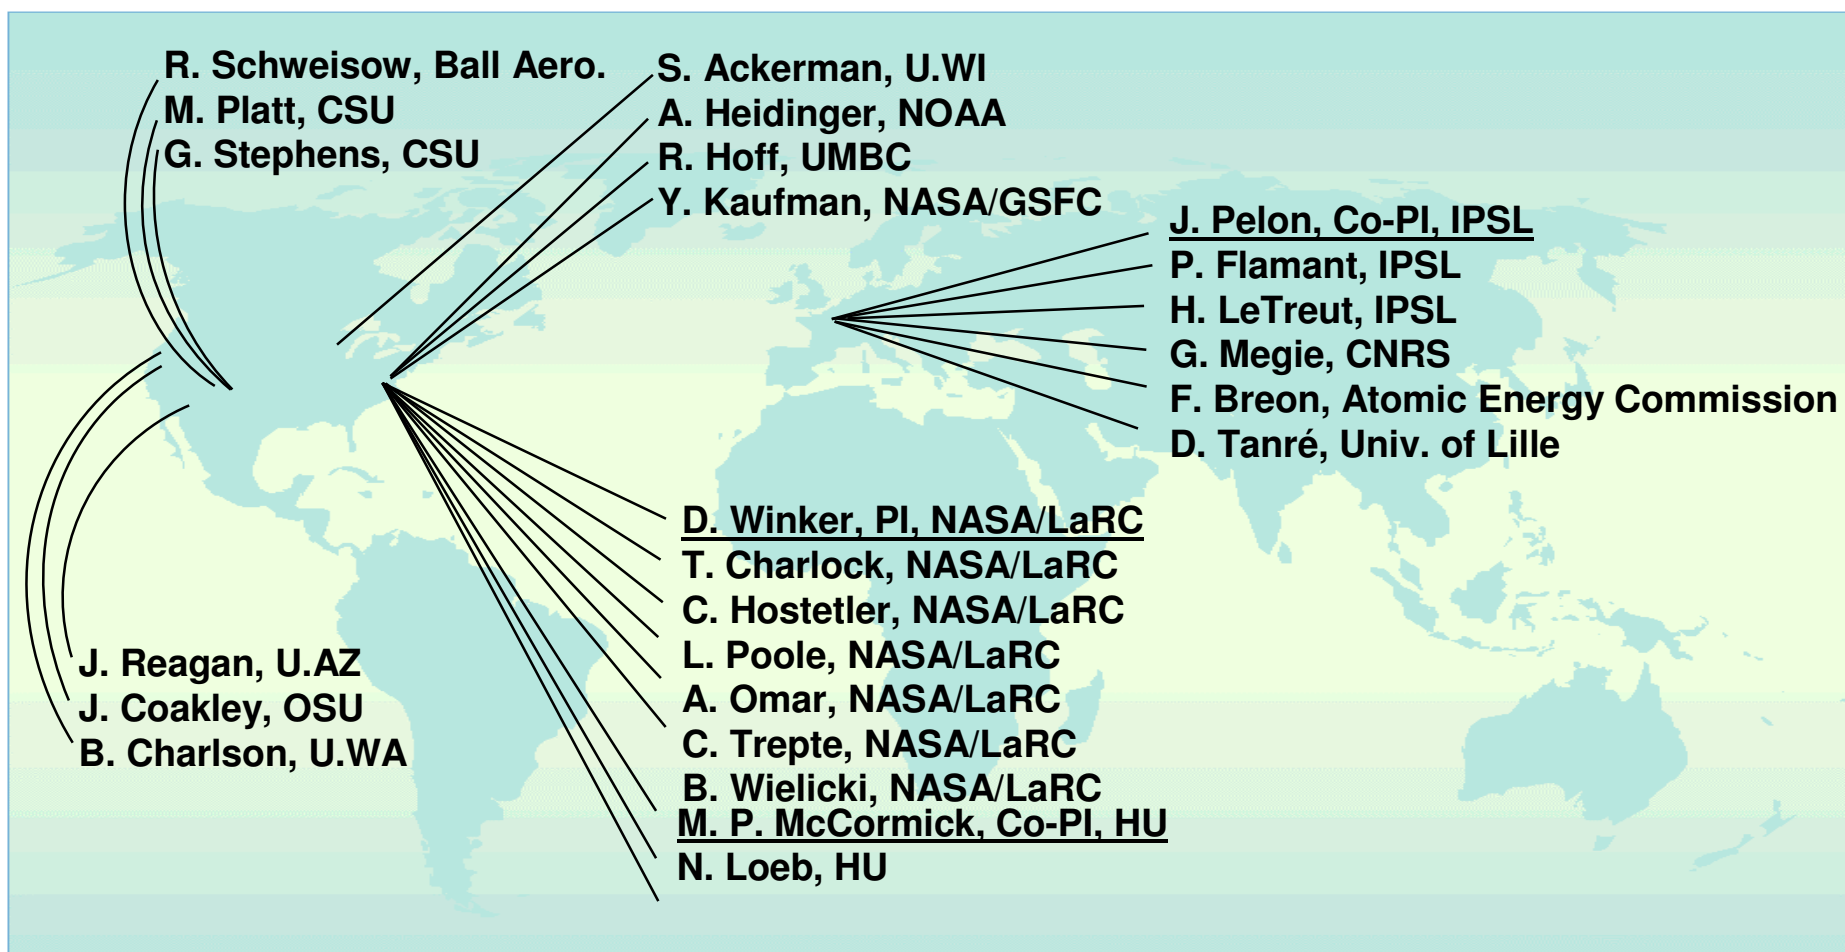 R. Schweisow, Ball Aero.
M. Platt, CSU
G. Stephens, CSU
S. Ackerman, U.WI
A. Heidinger, NOAA
R. Hoff, UMBC
Y. Kaufman, NASA/GSFC
J. Pelon, Co-PI, IPSL
P. Flamant, IPSL
H. LeTreut, IPSL
G. Megie, CNRS
F. Breon, Atomic Energy Commission
D. Tanré, Univ. of Lille
D. Winker, PI, NASA/LaRC
T. Charlock, NASA/LaRC
C. Hostetler, NASA/LaRC
L. Poole, NASA/LaRC
A. Omar, NASA/LaRC
C. Trepte, NASA/LaRC
B. Wielicki, NASA/LaRC
M. P. McCormick, Co-PI, HU
N. Loeb, HU
J. Reagan, U.AZ
J. Coakley, OSU
B. Charlson, U.WA